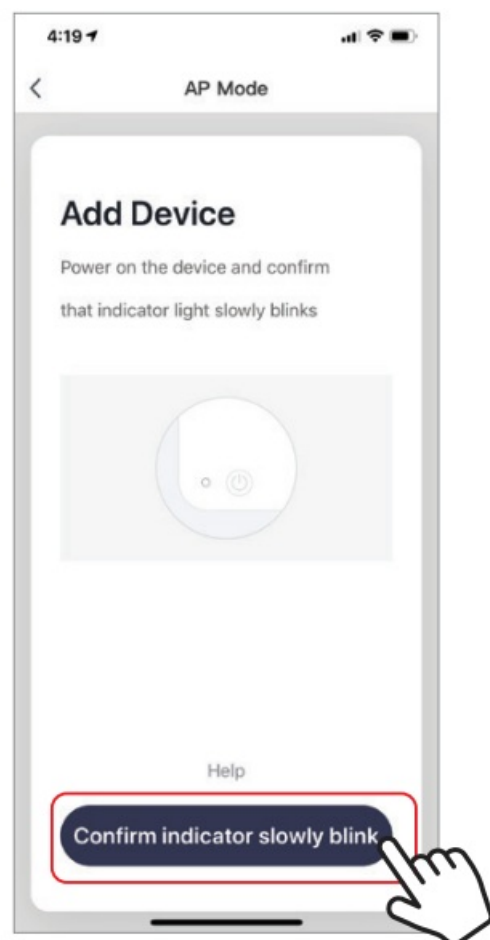 4:19
AP Mode
Add Device
Power on the device and confirm
that indicator light slowly blinks
Help
Confirm indicator slowly blink